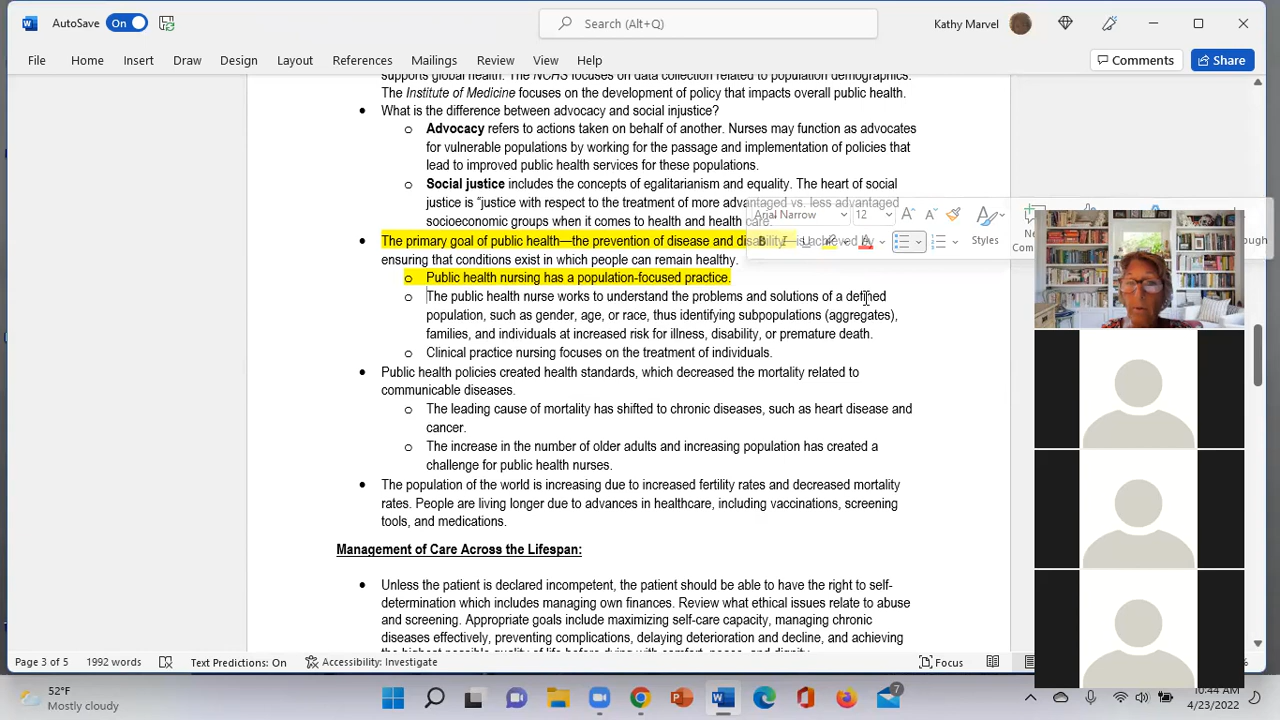 AutoSave On
Search (Alt+Q)
Kathy Marvel
File Home Insert Draw Design Layout References Mailings Review View Help
Comments Share
supports global health. The NCHS focuses on data collection related to population demographics.
The Institute of Medicine focuses on the development of policy that impacts overall public health.
• What is the difference between advocacy and social injustice?
o Advocacy refers to actions taken on behalf of another. Nurses may function as advocates
for vulnerable populations by working for the passage and implementation of policies that
lead to improved public health services for these populations.
o Social justice includes the concepts of egalitarianism and equality. The heart of social
justice is "justice with respect to the treatment of more advantaged vs. less advantaged
socioeconomic groups when it comes to health and health care.
Arial Narrow 12
B I U A Styles
• The primary goal of public health—the prevention of disease and disability—is achieved by
ensuring that conditions exist in which people can remain healthy.
o Public health nursing has a population-focused practice.
o The public health nurse works to understand the problems and solutions of a defined
population, such as gender, age, or race, thus identifying subpopulations (aggregates),
families, and individuals at increased risk for illness, disability, or premature death.
o Clinical practice nursing focuses on the treatment of individuals.
• Public health policies created health standards, which decreased the mortality related to
communicable diseases.
o The leading cause of mortality has shifted to chronic diseases, such as heart disease and
cancer.
o The increase in the number of older adults and increasing population has created a
challenge for public health nurses.
• The population of the world is increasing due to increased fertility rates and decreased mortality
rates. People are living longer due to advances in healthcare, including vaccinations, screening
tools, and medications.
Management of Care Across the Lifespan:
• Unless the patient is declared incompetent, the patient should be able to have the right to self-
determination which includes managing own finances. Review what ethical issues relate to abuse
and screening. Appropriate goals include maximizing self-care capacity, managing chronic
diseases effectively, preventing complications, delaying deterioration and decline, and achieving
the highest possible quality of life before dying with comfort, peace, and dignity.
Page 3 of 5 1992 words Text Predictions: On Accessibility: Investigate Focus
52°F
Mostly cloudy
7
10:44 AM
4/23/2022